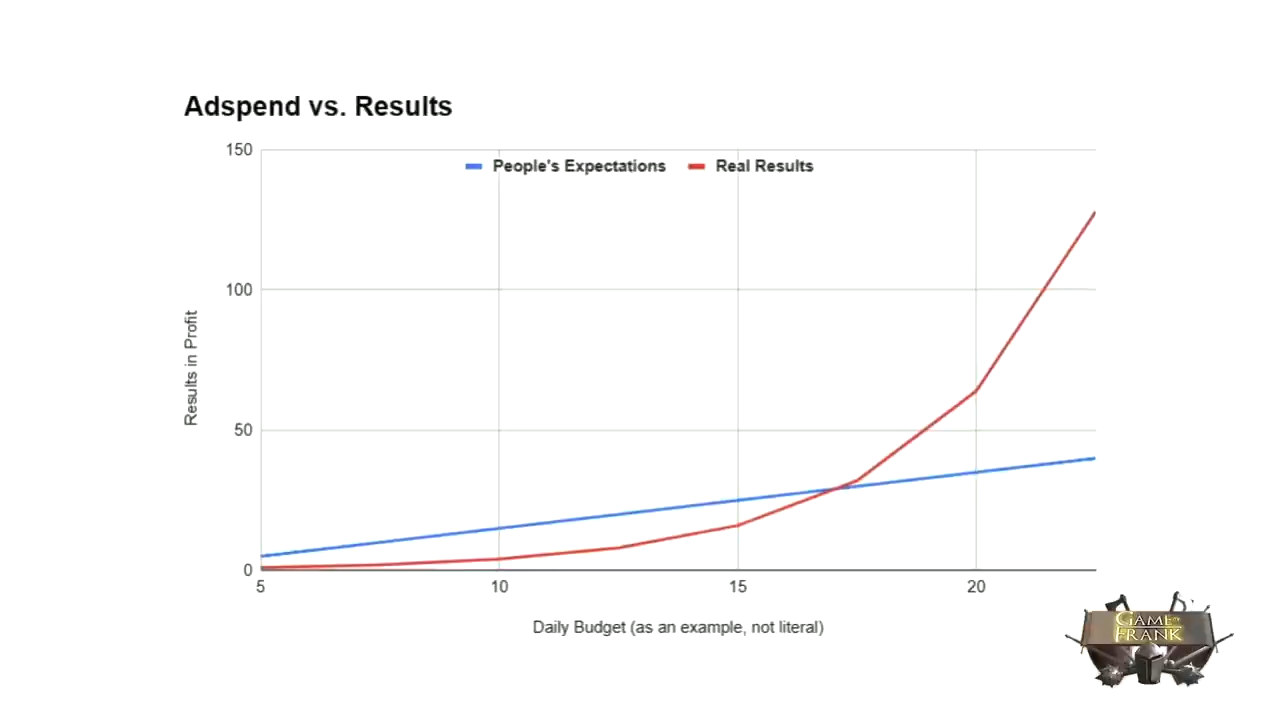 Adspend vs. Results
People's Expectations
Real Results
150
100
50
0
Results in Profit
5
10
15
20
Daily Budget (as an example, not literal)
GAME OF
FRANK